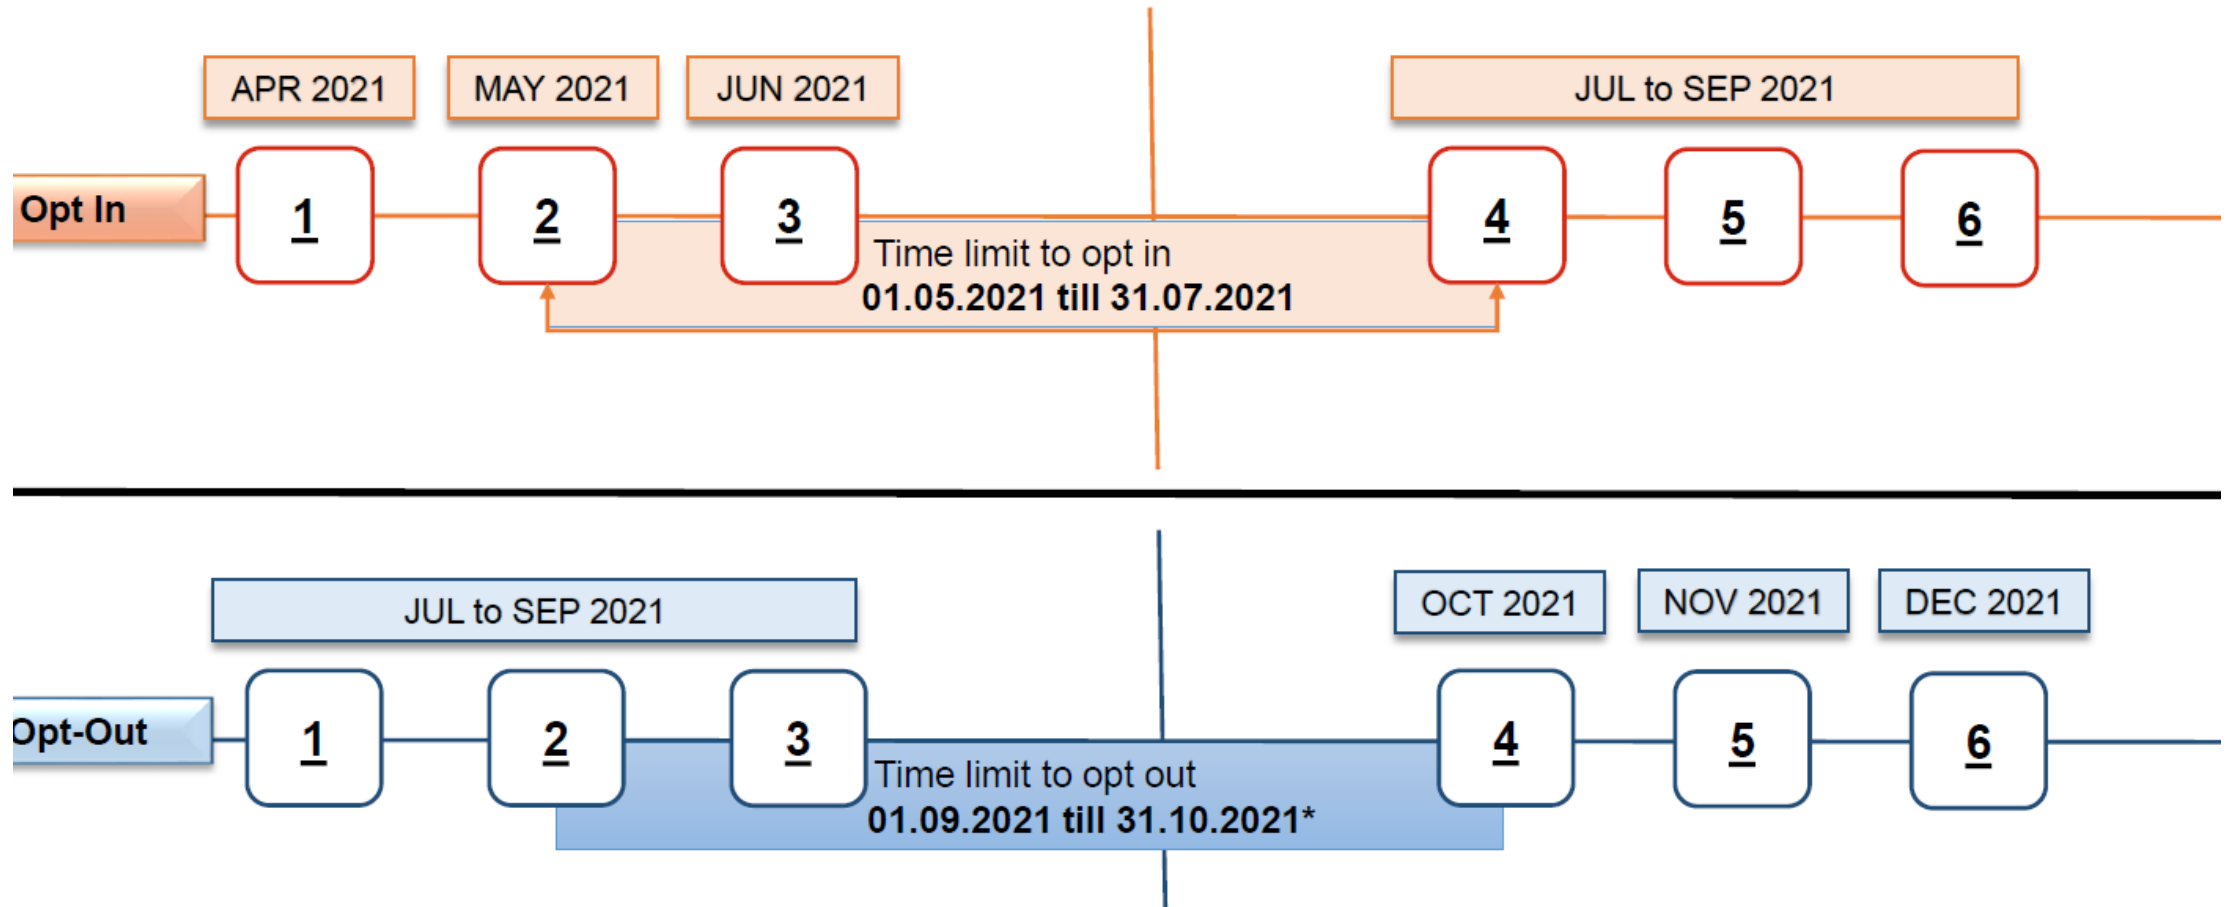 APR 2021 MAY 2021 JUN 2021 JUL to SEP 2021
Opt In 1 2 3 4 5 6
Time limit to opt in
01.05.2021 till 31.07.2021
JUL to SEP 2021 OCT 2021 NOV 2021 DEC 2021
Opt-Out 1 2 3 4 5 6
Time limit to opt out
01.09.2021 till 31.10.2021*